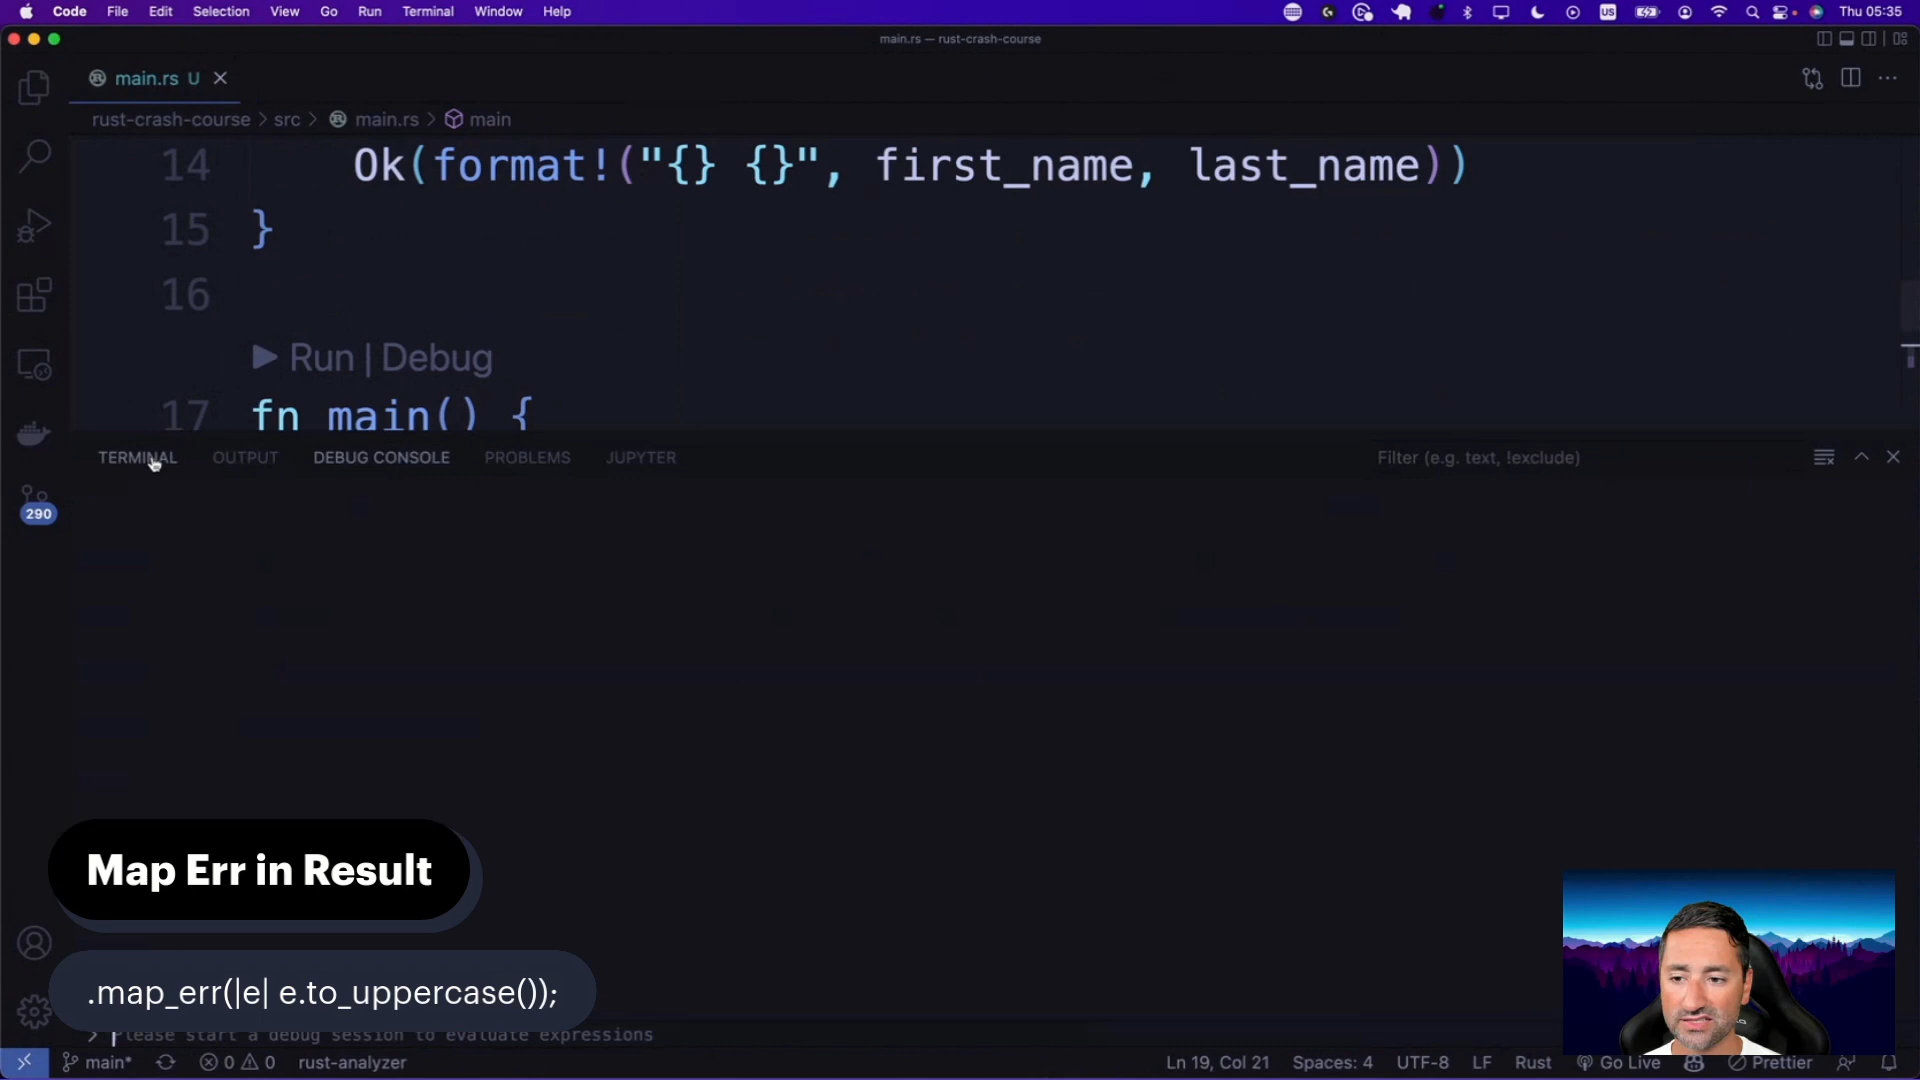 Code File Edit Selection View Go Run Terminal Window Help US Thu 05:35
main.rs — rust-crash-course
main.rs U
rust-crash-course > src > main.rs > main
14 Ok(format!("{} {}", first_name, last_name))
15 }
16
▶ Run | Debug
17 fn main() {
TERMINAL OUTPUT DEBUG CONSOLE PROBLEMS JUPYTER Filter (e.g. text, !exclude)
290
Map Err in Result
.map_err(|e| e.to_uppercase());
> Please start a debug session to evaluate expressions
main* 0 0 rust-analyzer Ln 19, Col 21 Spaces: 4 UTF-8 LF Rust Go Live Prettier